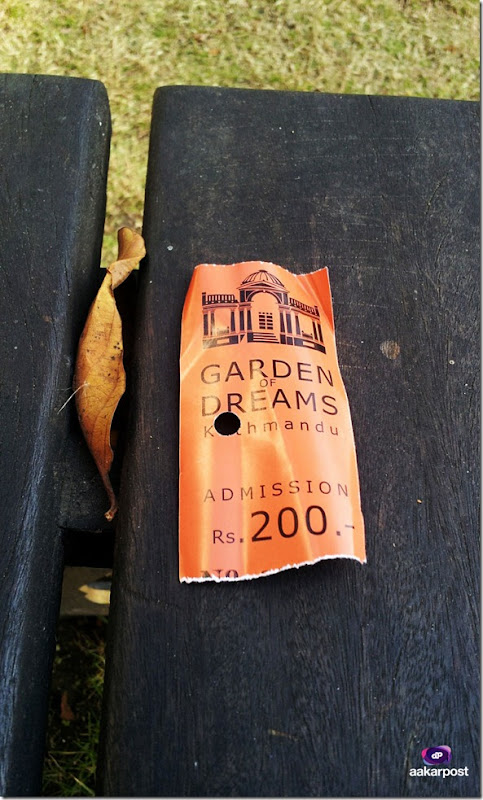 GARDEN
OF
DREAMS
Kathmandu
ADMISSION
Rs.200.-
aakarpost